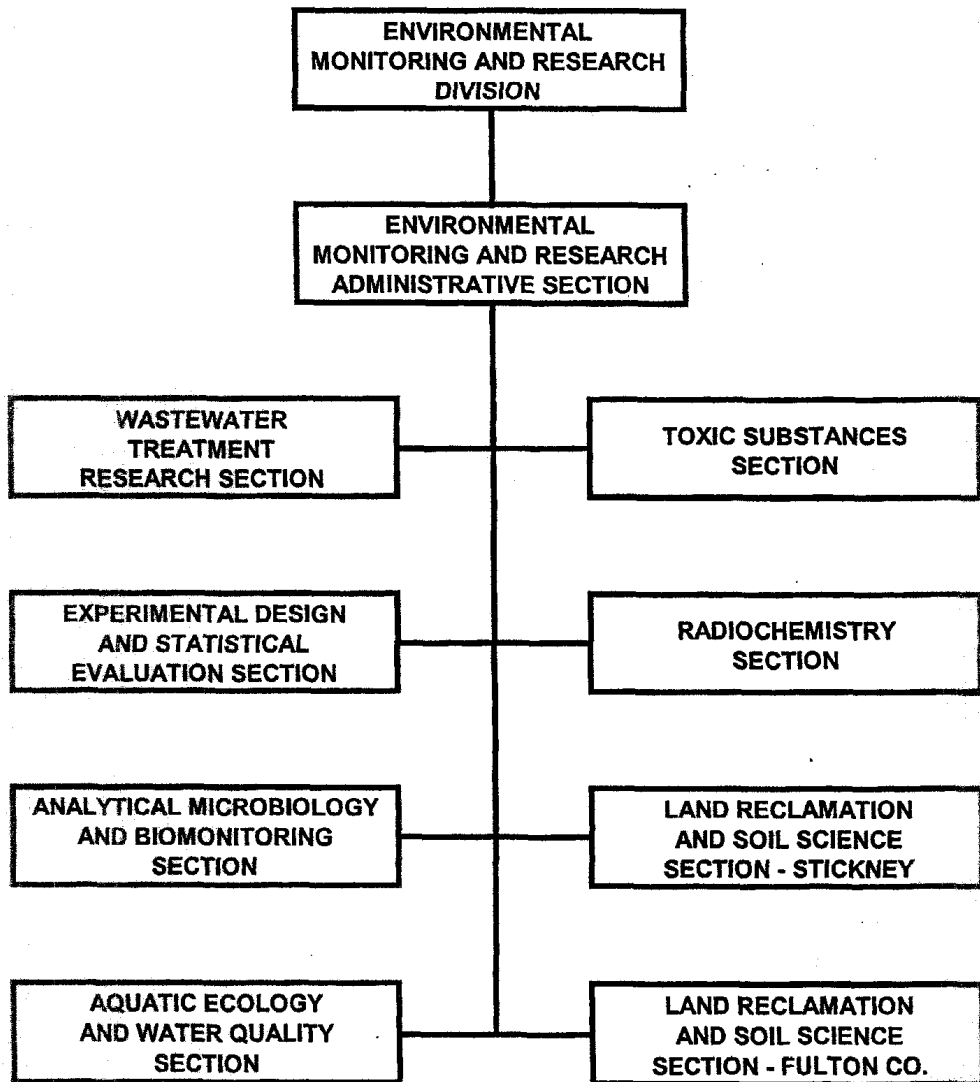 ENVIRONMENTAL
MONITORING AND RESEARCH
DIVISION
ENVIRONMENTAL
MONITORING AND RESEARCH
ADMINISTRATIVE SECTION
WASTEWATER
TREATMENT
RESEARCH SECTION
TOXIC SUBSTANCES
SECTION
EXPERIMENTAL DESIGN
AND STATISTICAL
EVALUATION SECTION
RADIOCHEMISTRY
SECTION
ANALYTICAL MICROBIOLOGY
AND BIOMONITORING
SECTION
LAND RECLAMATION
AND SOIL SCIENCE
SECTION - STICKNEY
AQUATIC ECOLOGY
AND WATER QUALITY
SECTION
LAND RECLAMATION
AND SOIL SCIENCE
SECTION - FULTON CO.